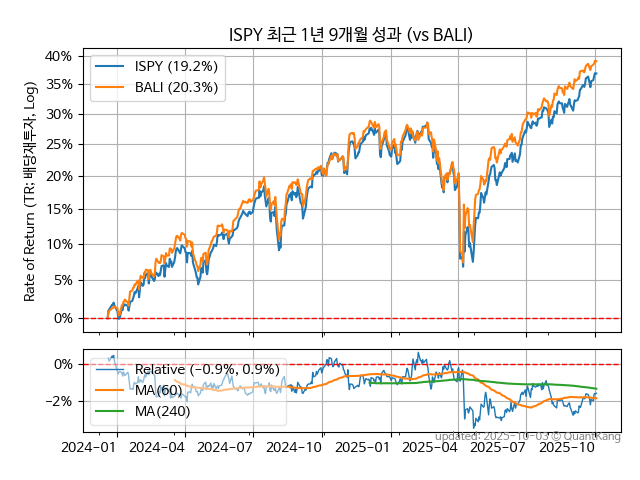 ISPY 최근 1년 9개월 성과 (vs BALI)
Rate of Return (TR: 배당재투자, Log)
40%
35%
30%
25%
20%
15%
10%
5%
0%
ISPY (19.2%)
BALI (20.3%)
0%
−2%
Relative (−0.9%, 0.9%)
MA(60)
MA(240)
updated: 2025-10-03 © QuantKang
2024-01 2024-04 2024-07 2024-10 2025-01 2025-04 2025-07 2025-10